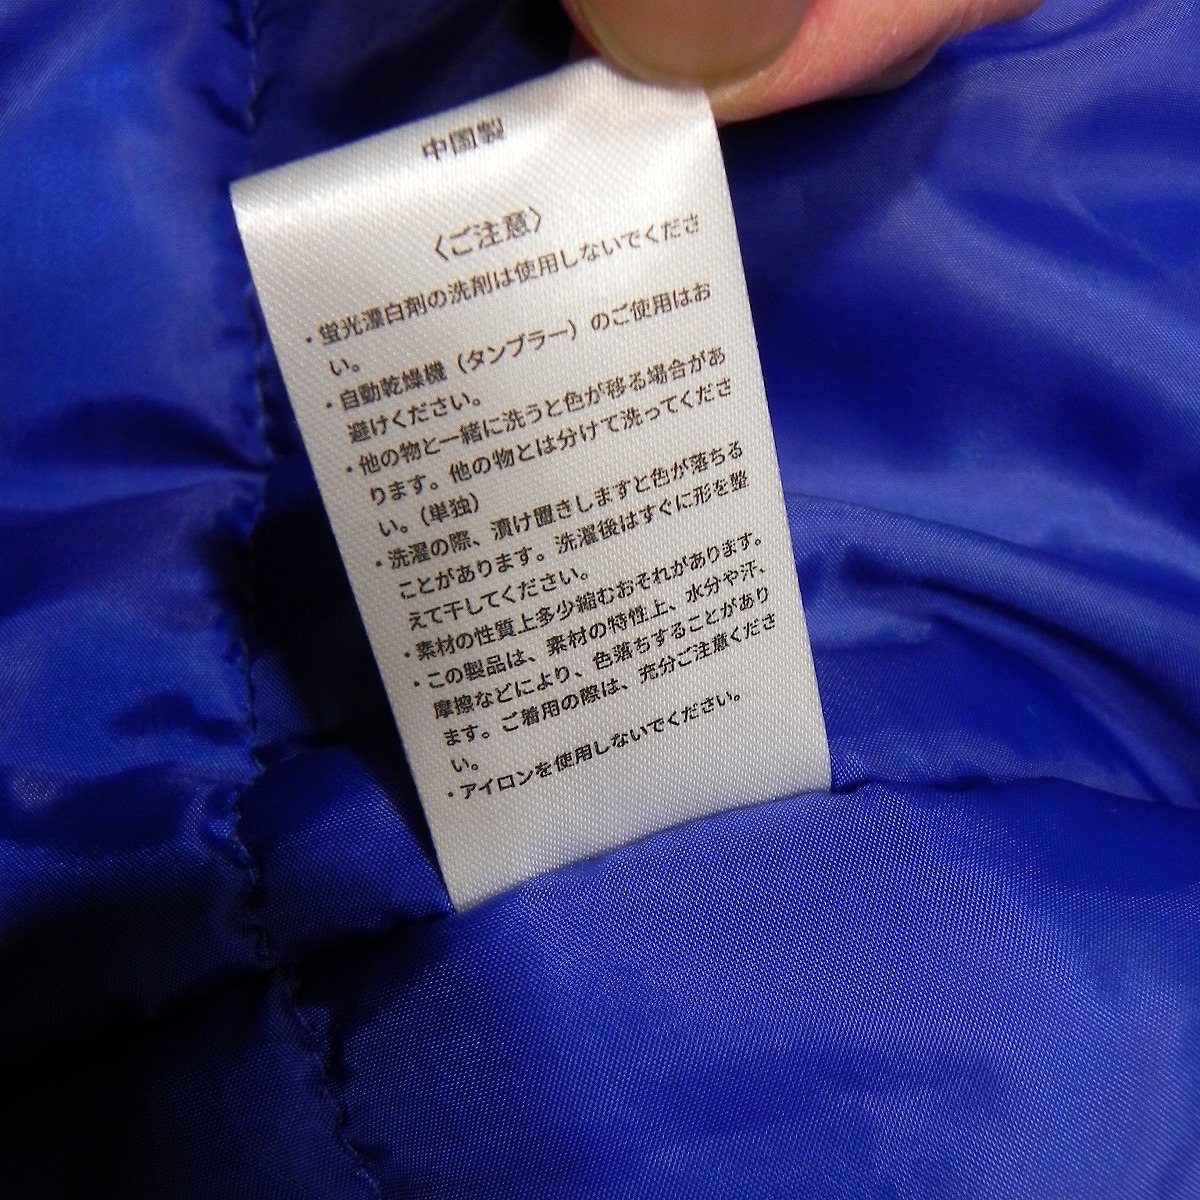 中国製
〈ご注意〉
・蛍光漂白剤の洗剤は使用しないでくださ
い。
・自動乾燥機（タンブラー）のご使用はお
避けください。
・他の物と一緒に洗うと色が移る場合があ
ります。他の物とは分けて洗ってくださ
い。（単独）
・洗濯の際、漬け置きしますと色が落ちる
ことがあります。洗濯後はすぐに形を整
えて干してください。
・素材の性質上多少縮むおそれがあります。
・この製品は、素材の特性上、水分や汗、
摩擦などにより、色落ちすることがあり
ます。ご着用の際は、充分ご注意くださ
い。
・アイロンを使用しないでください。